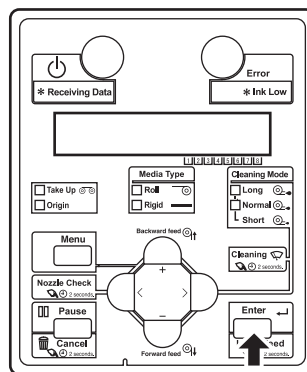 Error
* Receiving Data
* Ink Low
1 2 3 4 5 6 7 8
Media Type
Cleaning Mode
Take Up
Roll
Long
Origin
Rigid
Normal
Short
Menu
Backward feed
Cleaning
2 seconds.
Nozzle Check
2 seconds.
+
< >
−
Pause
Enter
Cancel
2 seconds.
Forward feed
2 seconds.